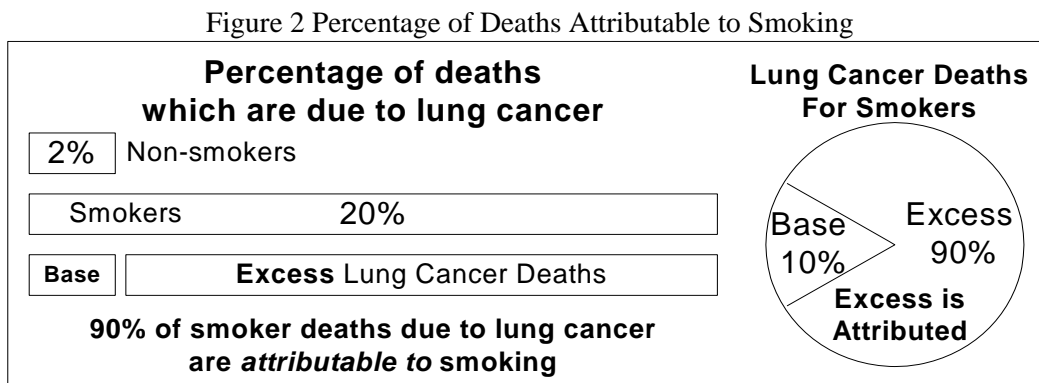 Figure 2 Percentage of Deaths Attributable to Smoking
Percentage of deaths
which are due to lung cancer
2% Non-smokers
Smokers 20%
Base Excess Lung Cancer Deaths
90% of smoker deaths due to lung cancer
are attributable to smoking
Lung Cancer Deaths
For Smokers
Base
10%
Excess
90%
Excess is
Attributed